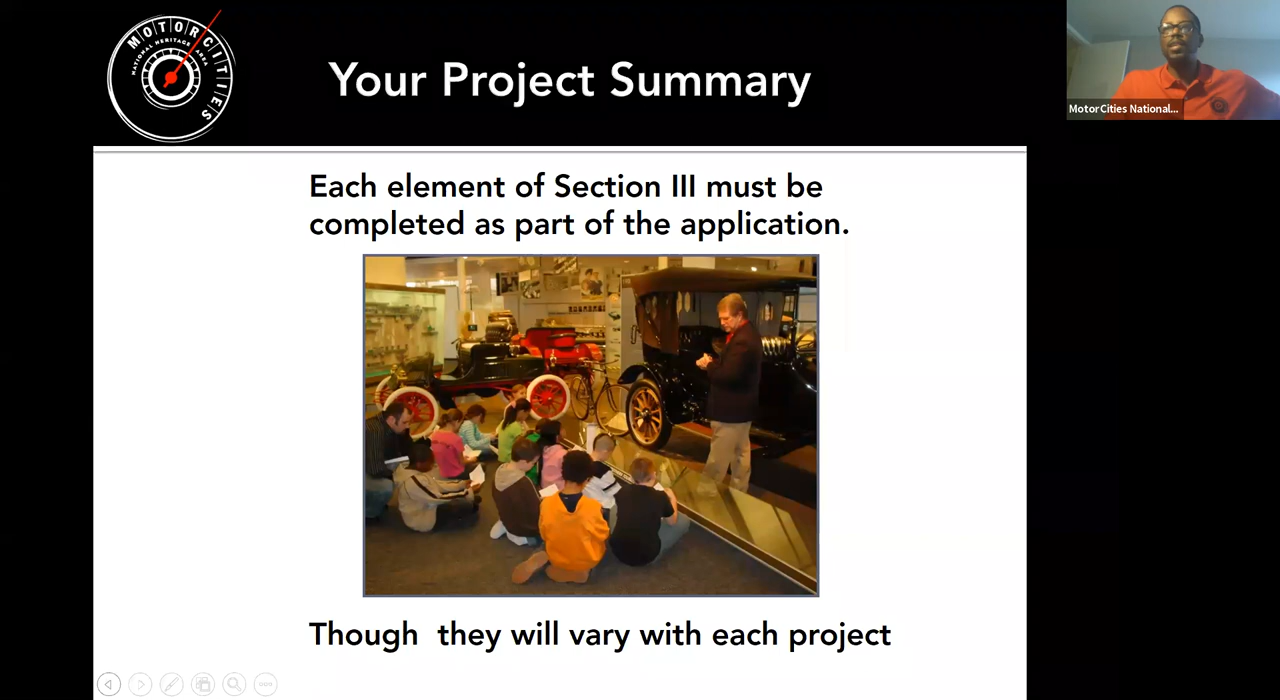 MOTORCITIES
NATIONAL HERITAGE AREA
Your Project Summary
MotorCities National...
Each element of Section III must be
completed as part of the application.
Though  they will vary with each project